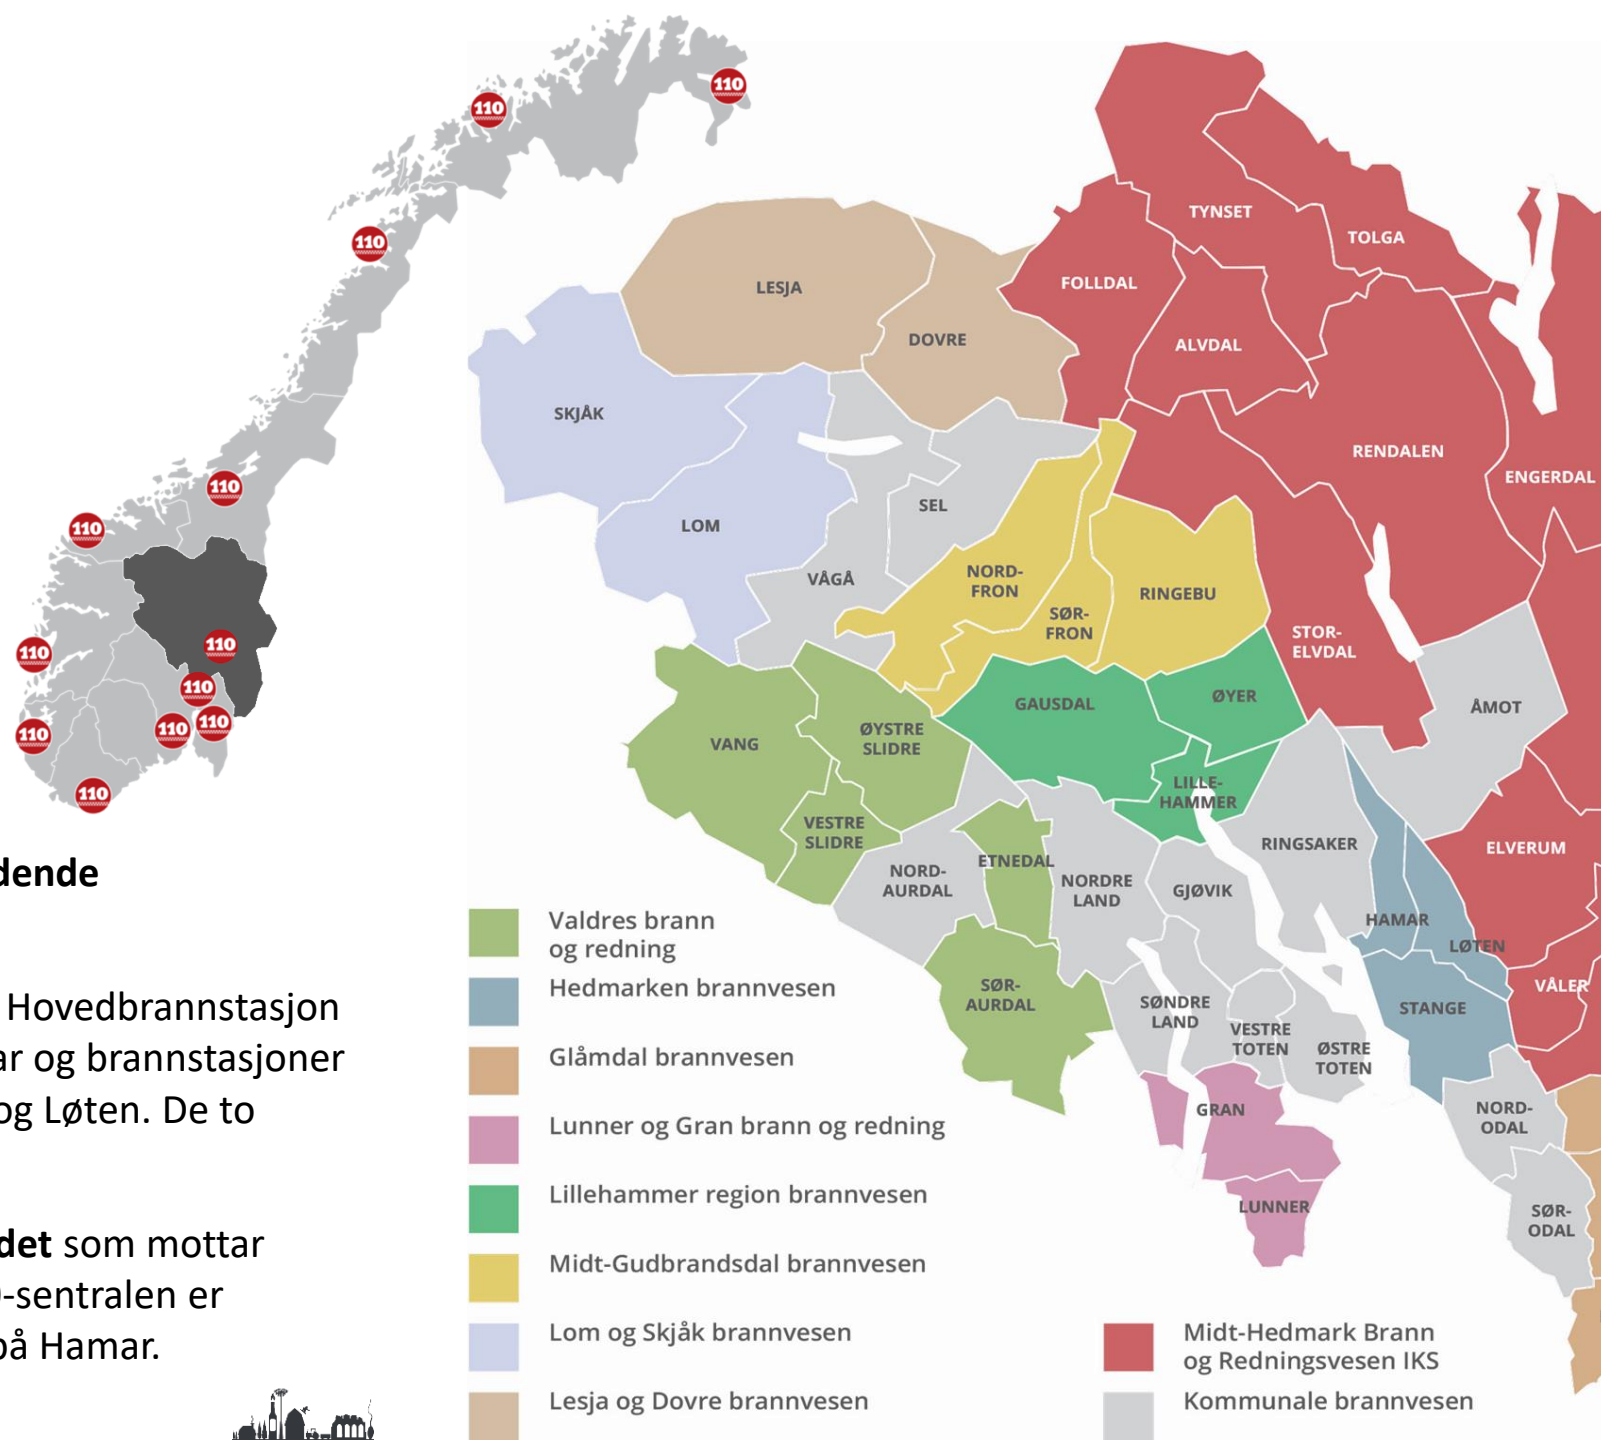 110
110
110
110
110
110
110
110
110
110
110
110
dende
Hovedbrannstasjon
ar og brannstasjoner
og Løten. De to
det som mottar
-sentralen er
på Hamar.
TYNSET
TOLGA
FOLLDAL
LESJA
DOVRE
ALVDAL
SKJÅK
RENDALEN
ENGERDAL
SEL
LOM
VÅGÅ
NORD-
FRON
SØR-
FRON
RINGEBU
STOR-
ELVDAL
ÅMOT
GAUSDAL
ØYER
VANG
ØYSTRE
SLIDRE
LILLE-
HAMMER
VESTRE
SLIDRE
RINGSAKER
ELVERUM
ETNEDAL
NORD-
AURDAL
NORDRE
LAND
GJØVIK
HAMAR
LØTEN
VÅLER
SØR-
AURDAL
SØNDRE
LAND
STANGE
VESTRE
TOTEN
ØSTRE
TOTEN
GRAN
NORD-
ODAL
LUNNER
SØR-
ODAL
Valdres brann
og redning
Hedmarken brannvesen
Glåmdal brannvesen
Lunner og Gran brann og redning
Lillehammer region brannvesen
Midt-Gudbrandsdal brannvesen
Lom og Skjåk brannvesen
Lesja og Dovre brannvesen
Midt-Hedmark Brann
og Redningsvesen IKS
Kommunale brannvesen